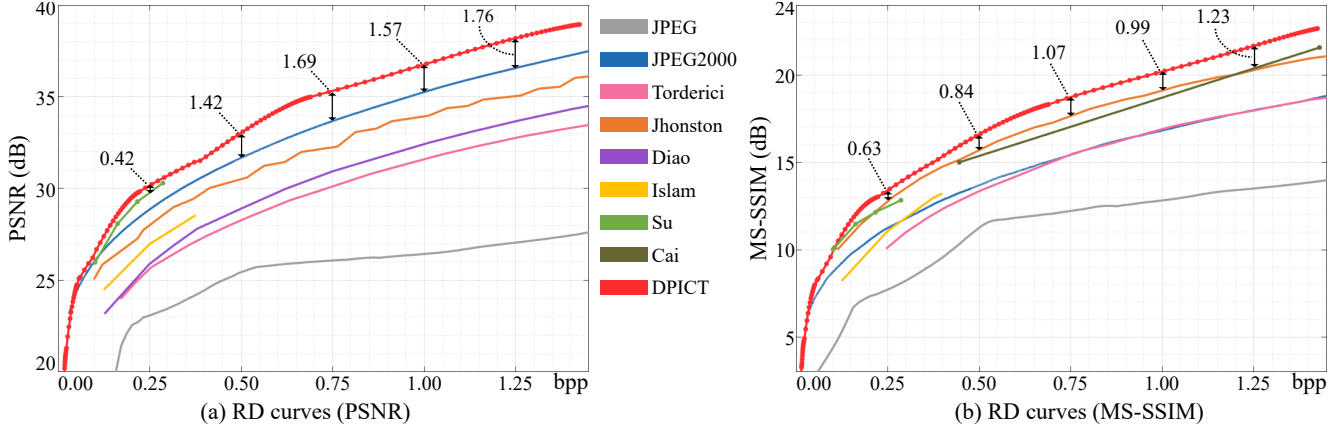 40
35
30
25
20
PSNR (dB)
0.42
1.42
1.69
1.57
1.76
0.00
0.25
0.50
0.75
1.00
1.25
bpp
(a) RD curves (PSNR)
JPEG
JPEG2000
Torderici
Jhonston
Diao
Islam
Su
Cai
DPICT
24
20
15
10
5
MS-SSIM (dB)
0.63
0.84
1.07
0.99
1.23
0.00
0.25
0.50
0.75
1.00
1.25
bpp
(b) RD curves (MS-SSIM)